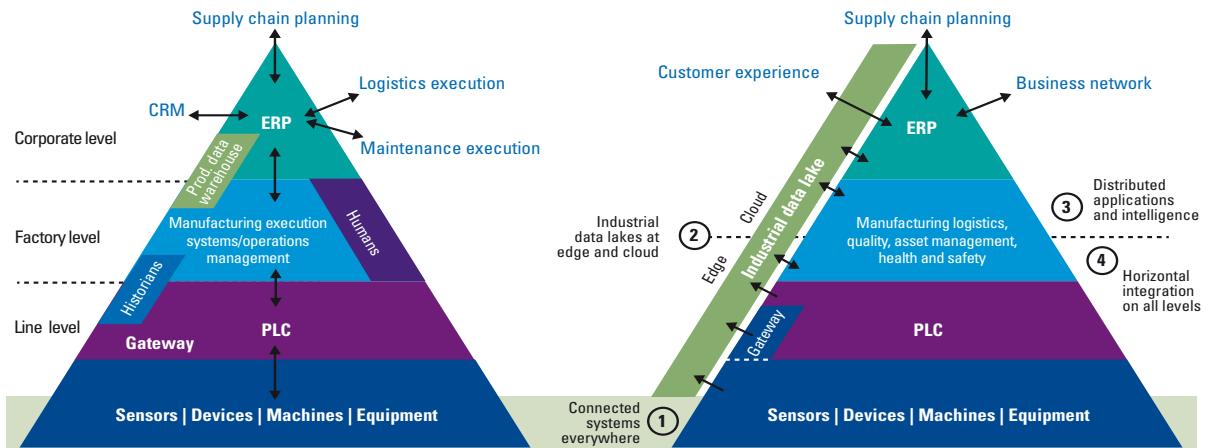 Supply chain planning
Logistics execution
CRM
ERP
Maintenance execution
Corporate level
Prod. data
warehouse
Manufacturing execution
systems/operations
management
Humans
Factory level
Historians
Line level
PLC
Gateway
Sensors | Devices | Machines | Equipment
Supply chain planning
Customer experience
Business network
ERP
Industrial data lake
Cloud
Edge
Industrial
data lakes at
edge and cloud
2
Manufacturing logistics,
quality, asset management,
health and safety
3
Distributed
applications
and intelligence
4
Horizontal
integration
on all levels
Gateway
PLC
Connected
systems
everywhere
1
Sensors | Devices | Machines | Equipment